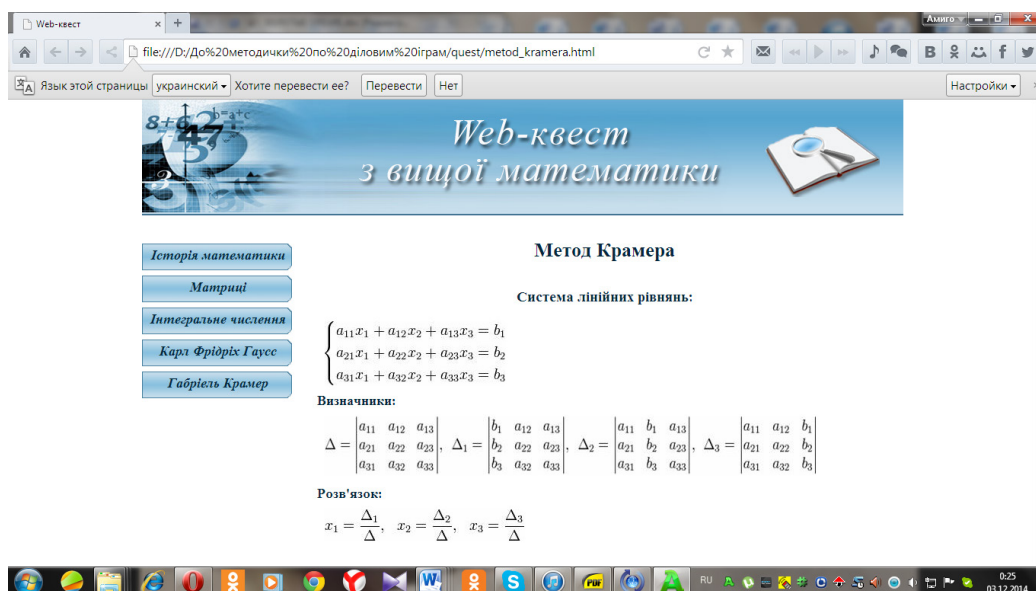 Web-квест
Амиго
file:///D:/До%20методички%20по%20діловим%20іграм/quest/metod_kramera.html
Язык этой страницы украинский Хотите перевести ее? Перевести Нет Настройки
Web-квест
з вищої математики
Історія математики
Матриці
Інтегральне числення
Карл Фрідріх Гаусс
Габріель Крамер
Метод Крамера
Система лінійних рівнянь:
a₁₁x₁ + a₁₂x₂ + a₁₃x₃ = b₁
a₂₁x₁ + a₂₂x₂ + a₂₃x₃ = b₂
a₃₁x₁ + a₃₂x₂ + a₃₃x₃ = b₃
Визначники:
Δ = |a₁₁ a₁₂ a₁₃|, Δ₁ = |b₁ a₁₂ a₁₃|, Δ₂ = |a₁₁ b₁ a₁₃|, Δ₃ = |a₁₁ a₁₂ b₁|
|a₂₁ a₂₂ a₂₃| |b₂ a₂₂ a₂₃| |a₂₁ b₂ a₂₃| |a₂₁ a₂₂ b₂|
|a₃₁ a₃₂ a₃₃| |b₃ a₃₂ a₃₃| |a₃₁ b₃ a₃₃| |a₃₁ a₃₂ b₃|
Розв'язок:
x₁ = Δ₁/Δ, x₂ = Δ₂/Δ, x₃ = Δ₃/Δ
RU
0:25
03.12.2014